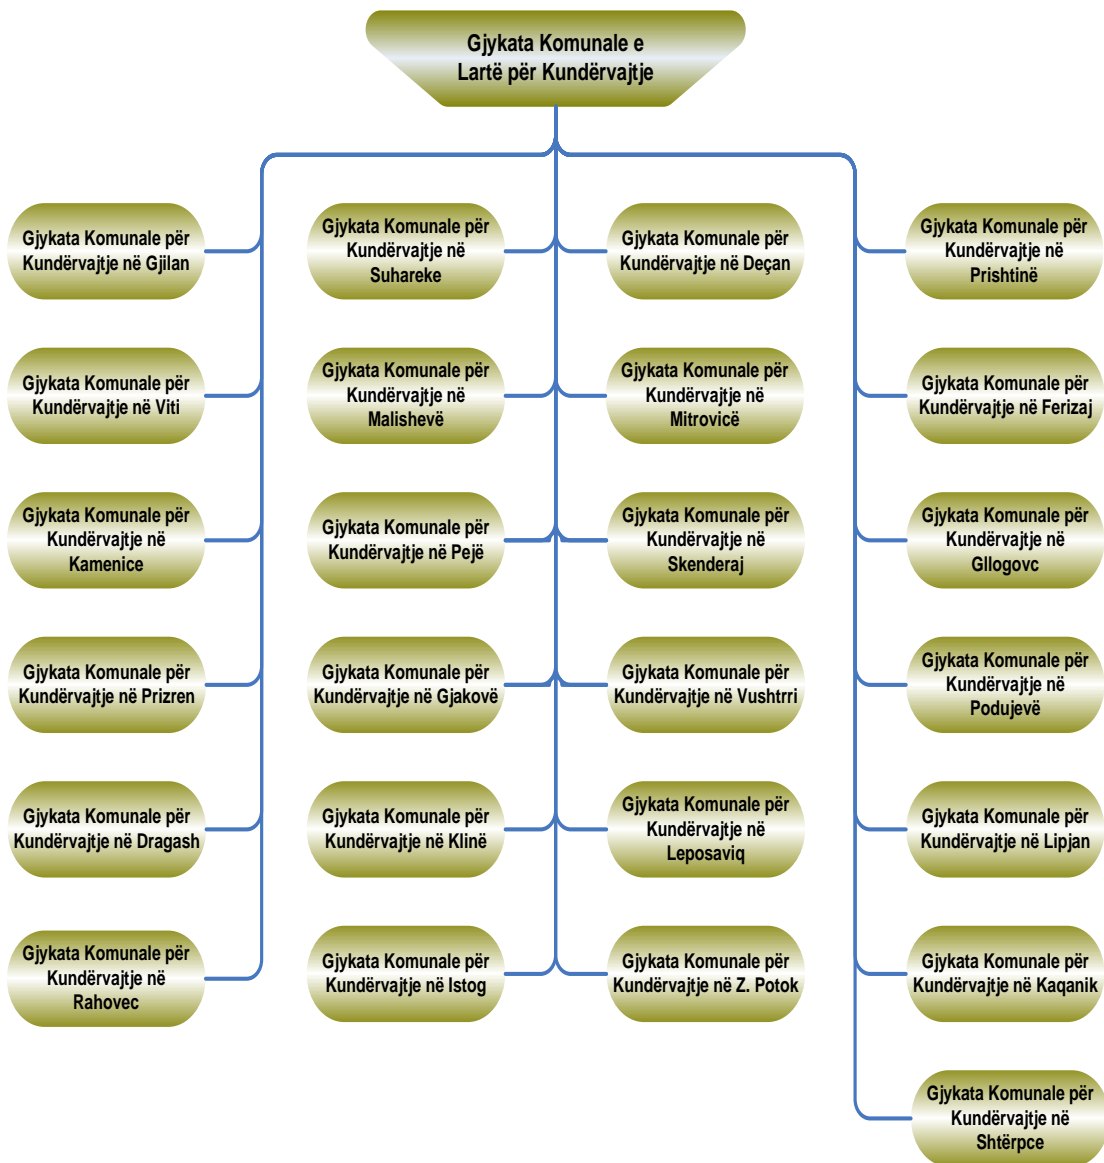 Gjykata Komunale e
Lartë për Kundërvajtje
Gjykata Komunale për
Kundërvajtje në Gjilan
Gjykata Komunale për
Kundërvajtje në
Suhareke
Gjykata Komunale për
Kundërvajtje në Deçan
Gjykata Komunale për
Kundërvajtje në
Prishtinë
Gjykata Komunale për
Kundërvajtje në Viti
Gjykata Komunale për
Kundërvajtje në
Malishevë
Gjykata Komunale për
Kundërvajtje në
Mitrovicë
Gjykata Komunale për
Kundërvajtje në Ferizaj
Gjykata Komunale për
Kundërvajtje në
Kamenice
Gjykata Komunale për
Kundërvajtje në Pejë
Gjykata Komunale për
Kundërvajtje në
Skenderaj
Gjykata Komunale për
Kundërvajtje në
Gllogovc
Gjykata Komunale për
Kundërvajtje në Prizren
Gjykata Komunale për
Kundërvajtje në Gjakovë
Gjykata Komunale për
Kundërvajtje në Vushtrri
Gjykata Komunale për
Kundërvajtje në
Podujevë
Gjykata Komunale për
Kundërvajtje në Dragash
Gjykata Komunale për
Kundërvajtje në Klinë
Gjykata Komunale për
Kundërvajtje në
Leposaviq
Gjykata Komunale për
Kundërvajtje në Lipjan
Gjykata Komunale për
Kundërvajtje në
Rahovec
Gjykata Komunale për
Kundërvajtje në Istog
Gjykata Komunale për
Kundërvajtje në Z. Potok
Gjykata Komunale për
Kundërvajtje në Kaqanik
Gjykata Komunale për
Kundërvajtje në
Shtërpce